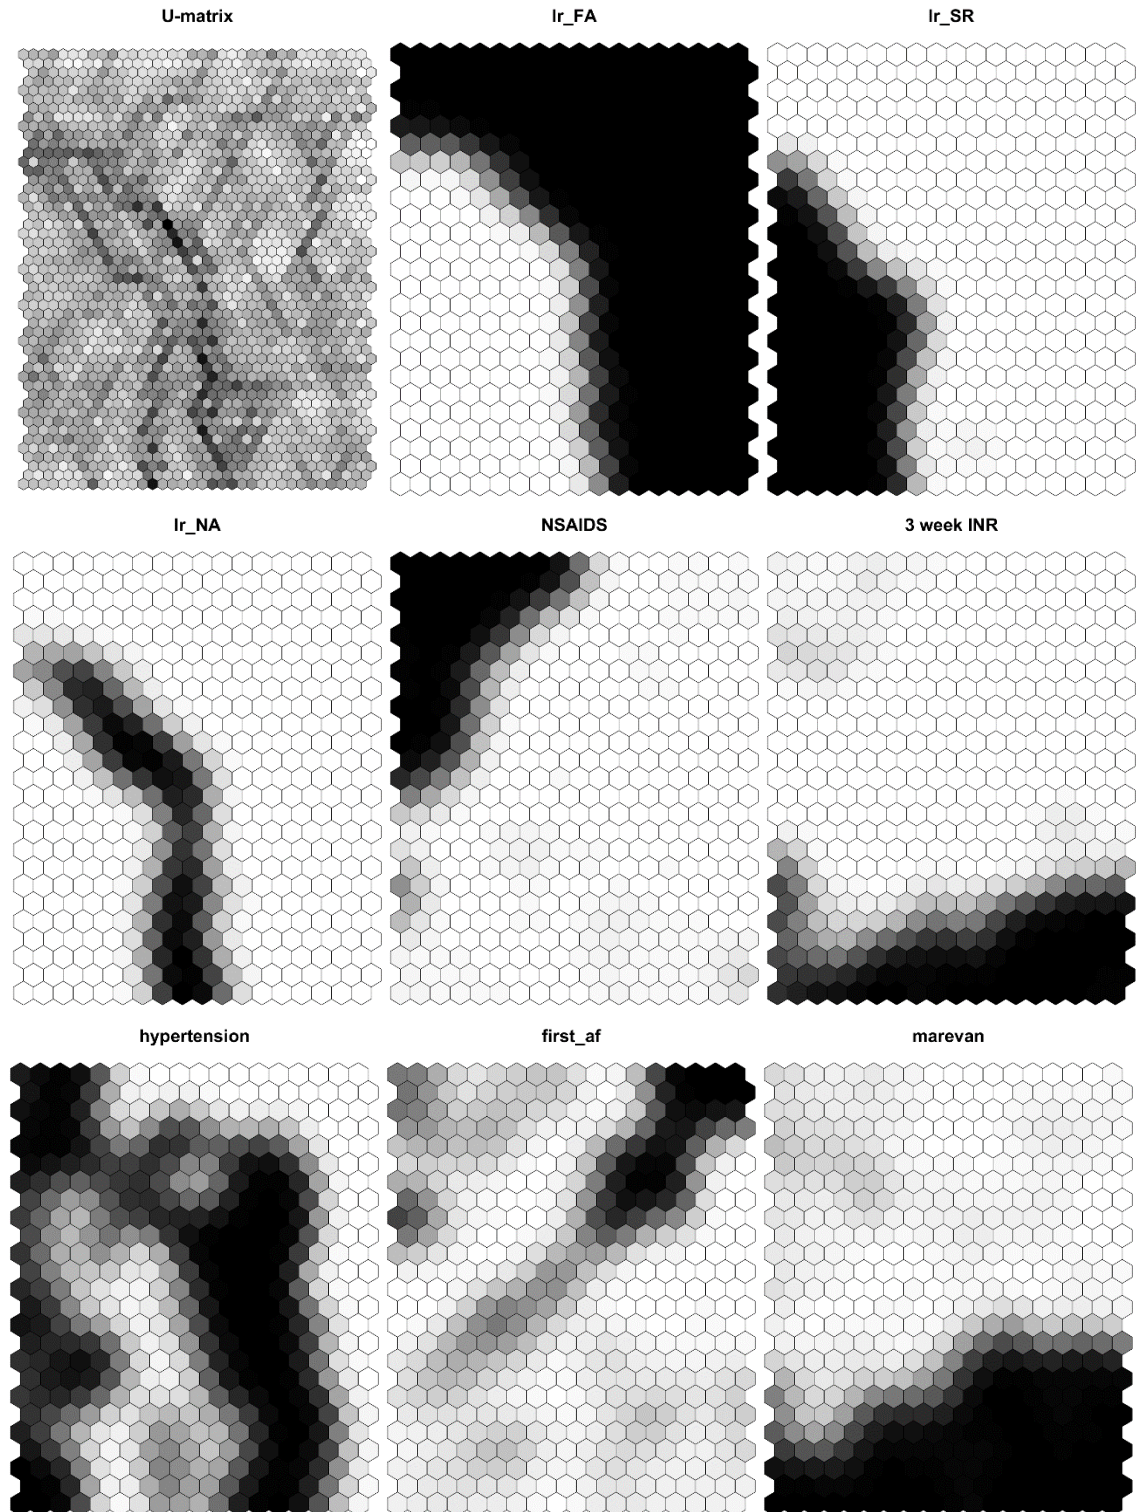 U-matrix
lr_FA
lr_SR
lr_NA
NSAIDS
3 week INR
hypertension
first_af
marevan